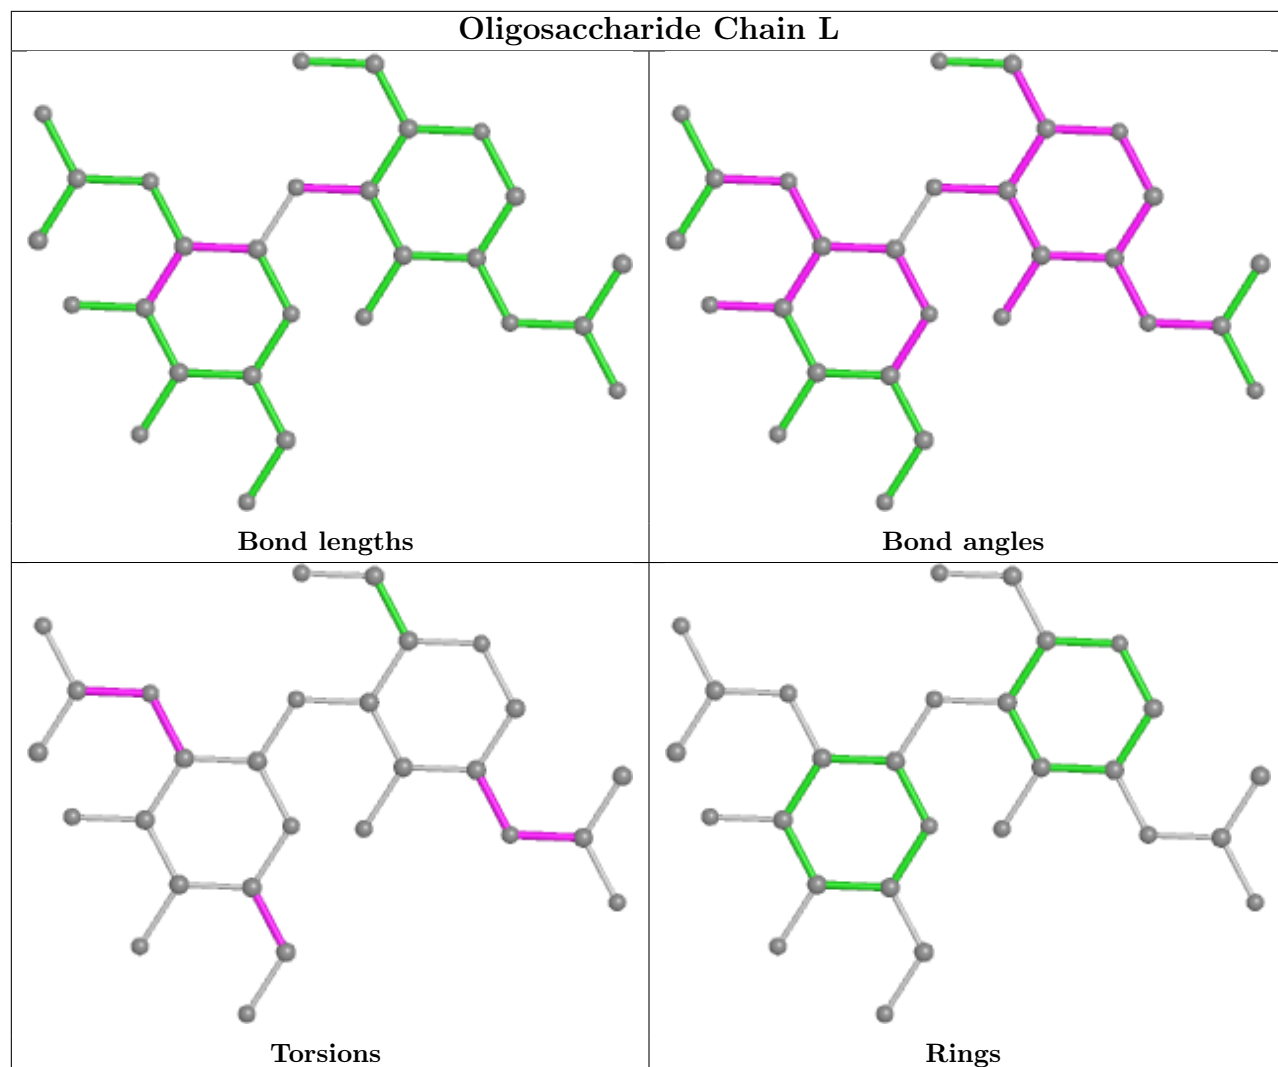 Oligosaccharide Chain L
Bond lengths
Bond angles
Torsions
Rings